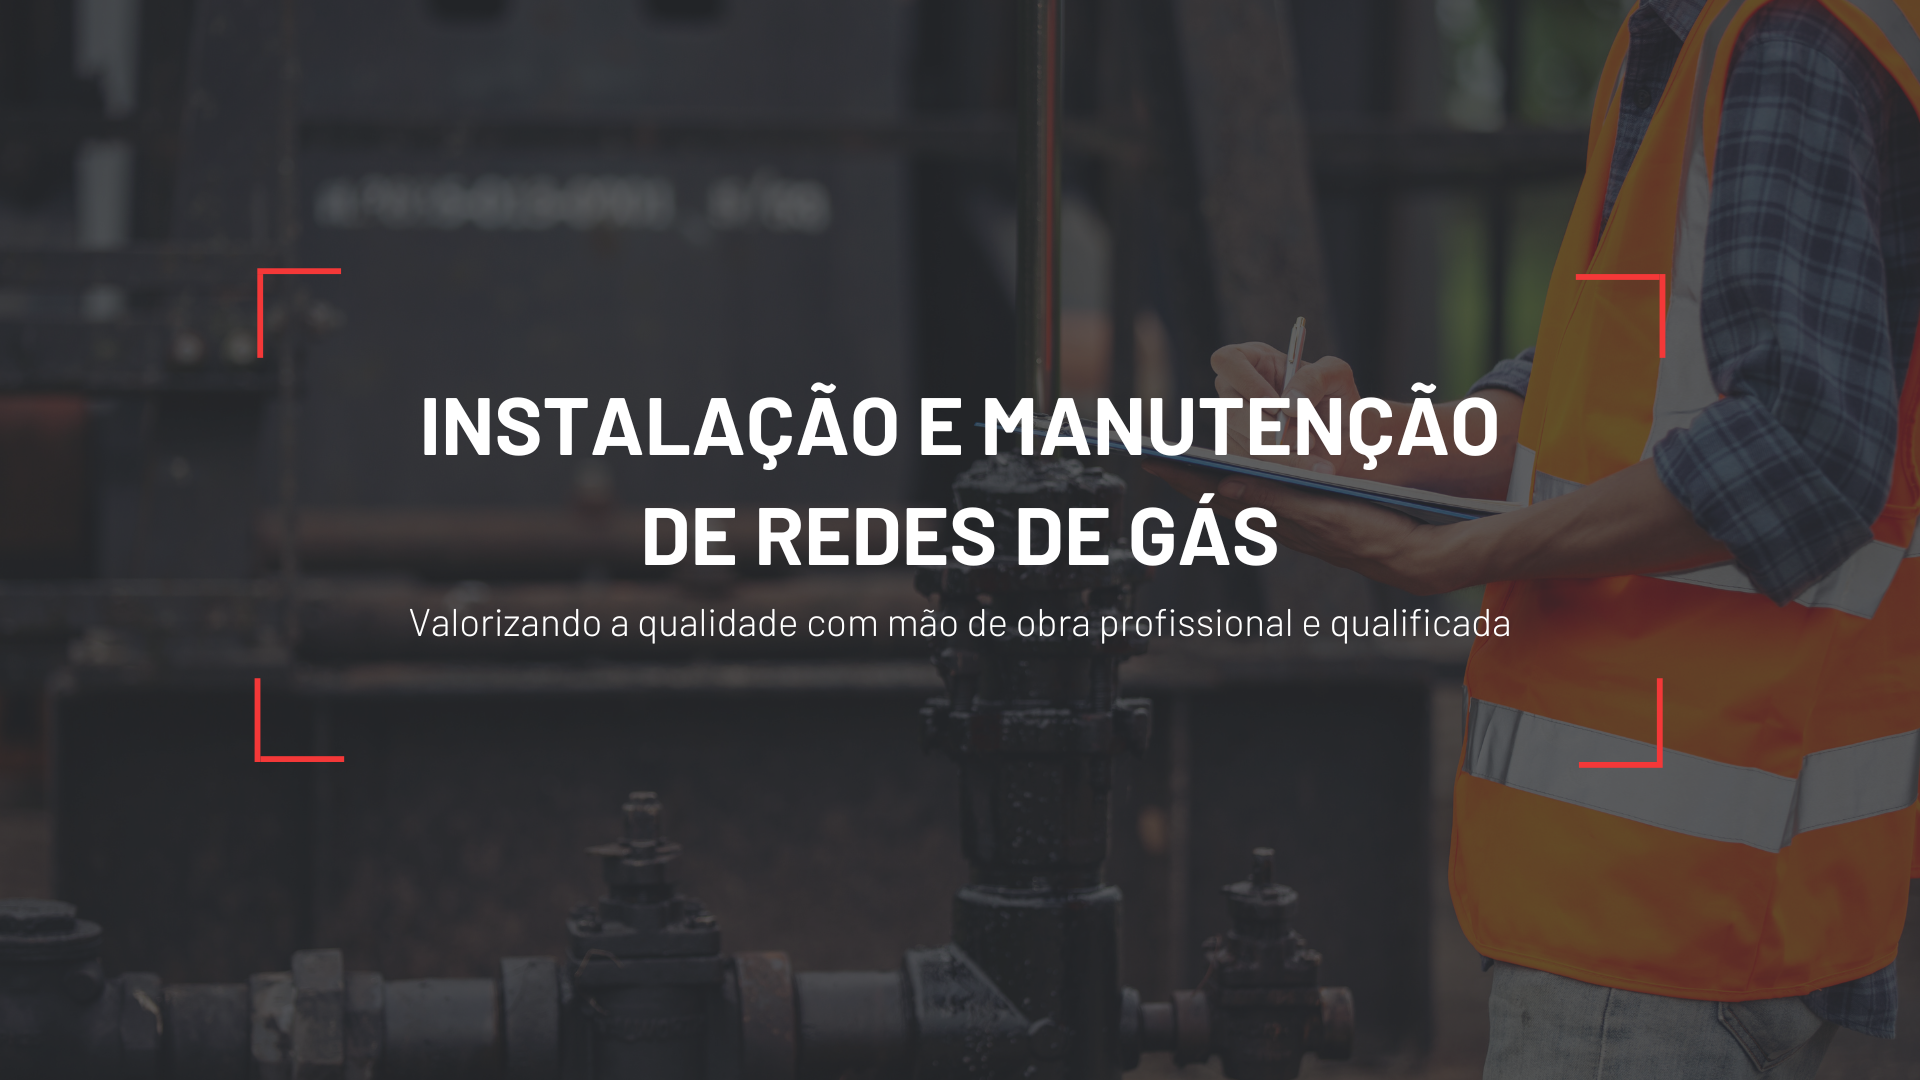 INSTALAÇÃO E MANUTENÇÃO
DE REDES DE GÁS
Valorizando a qualidade com mão de obra profissional e qualificada